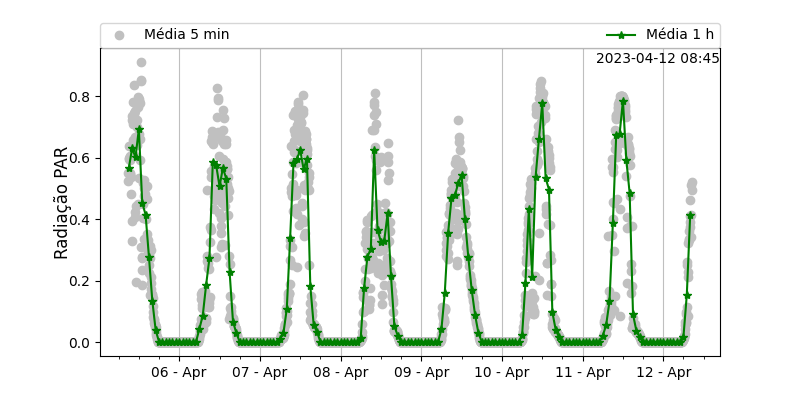 Média 5 min
Média 1 h
2023-04-12 08:45
Radiação PAR
0.8
0.6
0.4
0.2
0.0
06 - Apr
07 - Apr
08 - Apr
09 - Apr
10 - Apr
11 - Apr
12 - Apr